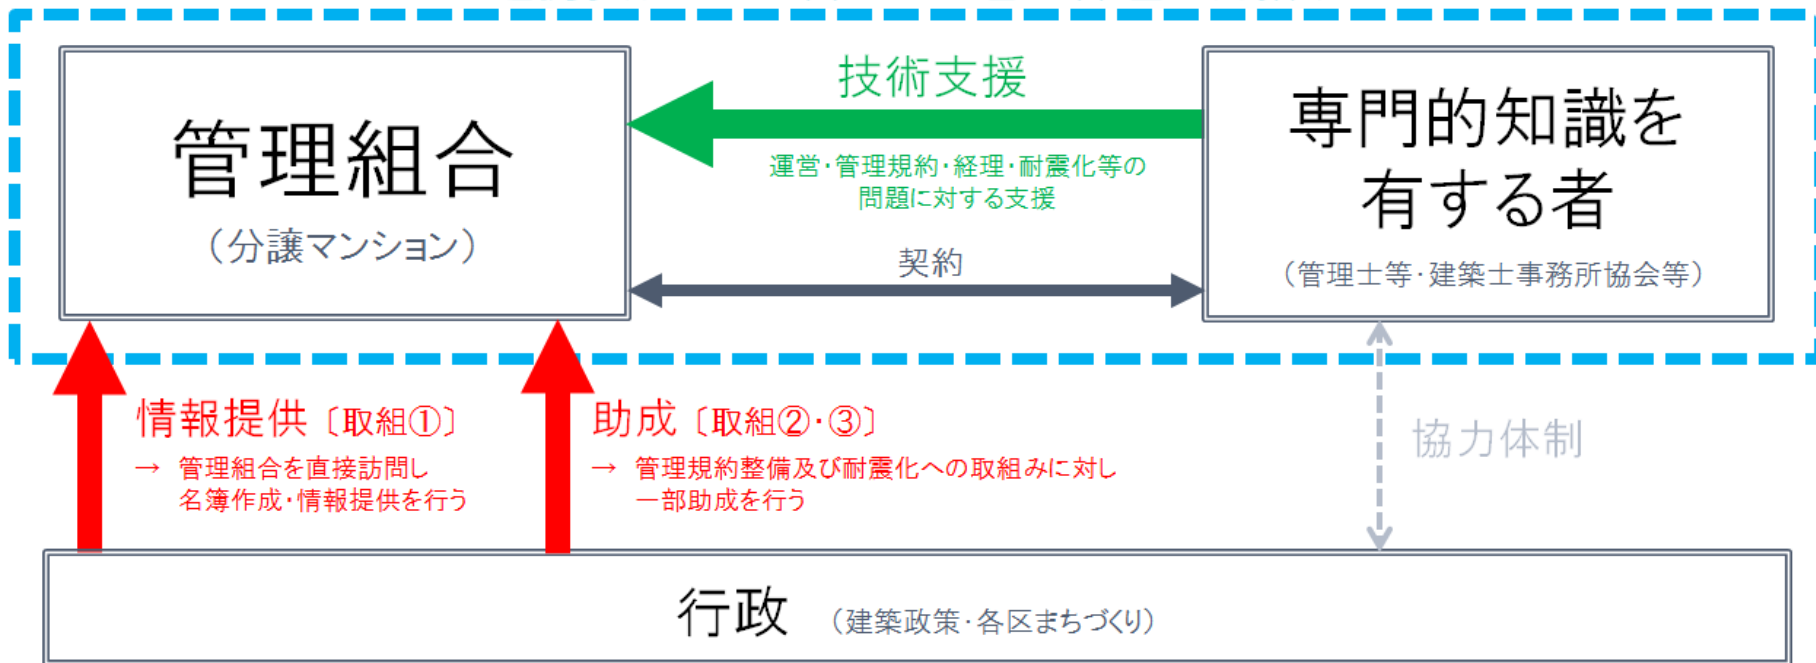 管理組合
（分譲マンション）
技術支援
運営・管理規約・経理・耐震化等の
問題に対する支援
契約
専門的知識を
有する者
（管理士等・建築士事務所協会等）
情報提供〔取組①〕
→ 管理組合を直接訪問し
名簿作成・情報提供を行う
助成〔取組②・③〕
→ 管理規約整備及び耐震化への取組みに対し
一部助成を行う
協力体制
行政 （建築政策・各区まちづくり）